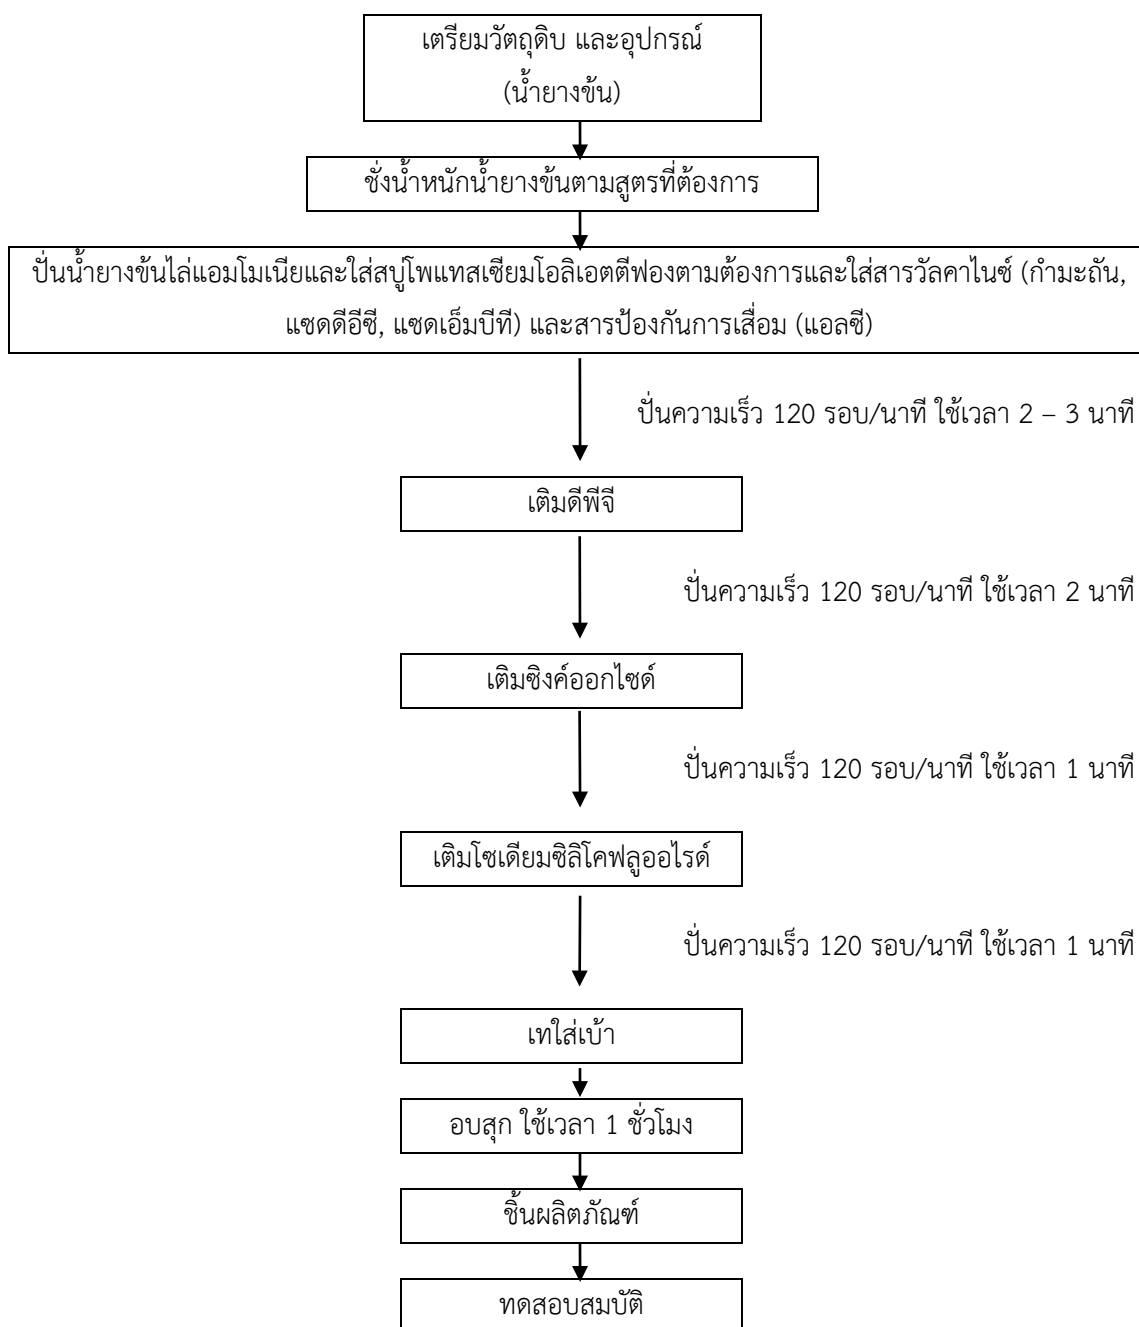 เตรียมวัตถุดิบ และอุปกรณ์
(น้ำยางข้น)
ชั่งน้ำหนักน้ำยางข้นตามสูตรที่ต้องการ
ปั่นน้ำยางข้นไล่แอมโมเนียและใส่สบู่โพแทสเซียมโอลิเอตตีฟองตามต้องการและใส่สารวัลคาไนซ์ (กำมะถัน,
แซดดีอีซี, แซดเอ็มบีที) และสารป้องกันการเสื่อม (แอลซี)
ปั่นความเร็ว 120 รอบ/นาที ใช้เวลา 2 – 3 นาที
เติมดีพีจี
ปั่นความเร็ว 120 รอบ/นาที ใช้เวลา 2 นาที
เติมซิงค์ออกไซด์
ปั่นความเร็ว 120 รอบ/นาที ใช้เวลา 1 นาที
เติมโซเดียมซิลิโคฟลูออไรด์
ปั่นความเร็ว 120 รอบ/นาที ใช้เวลา 1 นาที
เทใส่เบ้า
อบสุก ใช้เวลา 1 ชั่วโมง
ชิ้นผลิตภัณฑ์
ทดสอบสมบัติ